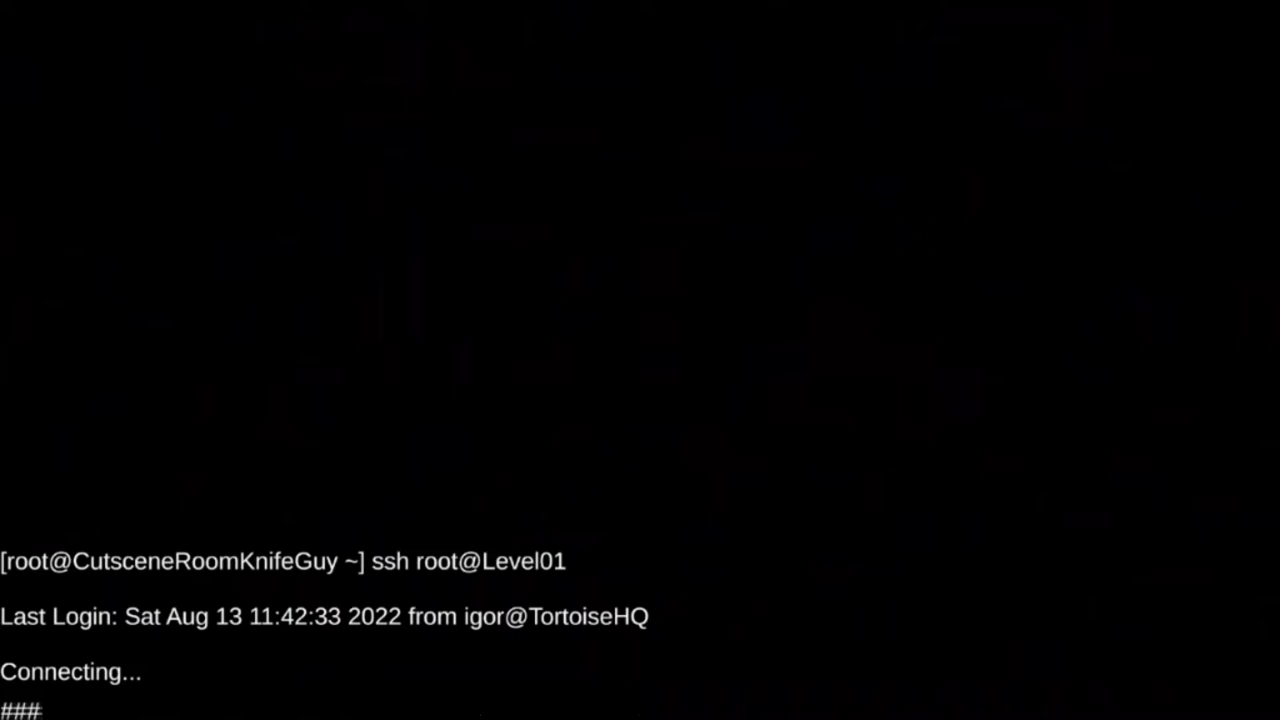 [root@CutsceneRoomKnifeGuy ~] ssh root@Level01
Last Login: Sat Aug 13 11:42:33 2022 from igor@TortoiseHQ
Connecting...
###